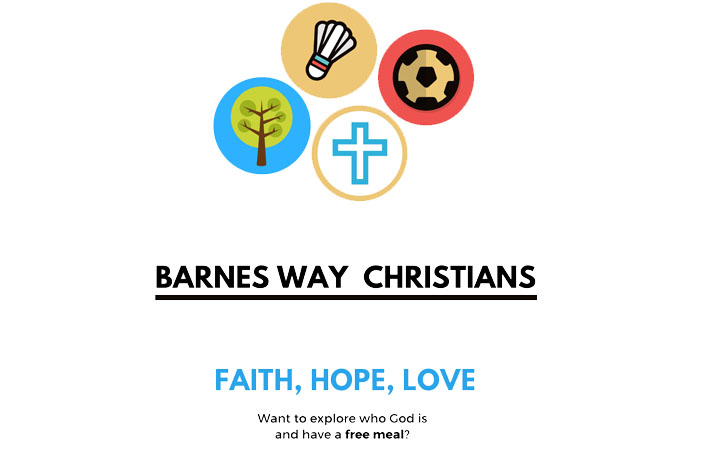 BARNES WAY  CHRISTIANS
FAITH, HOPE, LOVE
Want to explore who God is
and have a free meal?